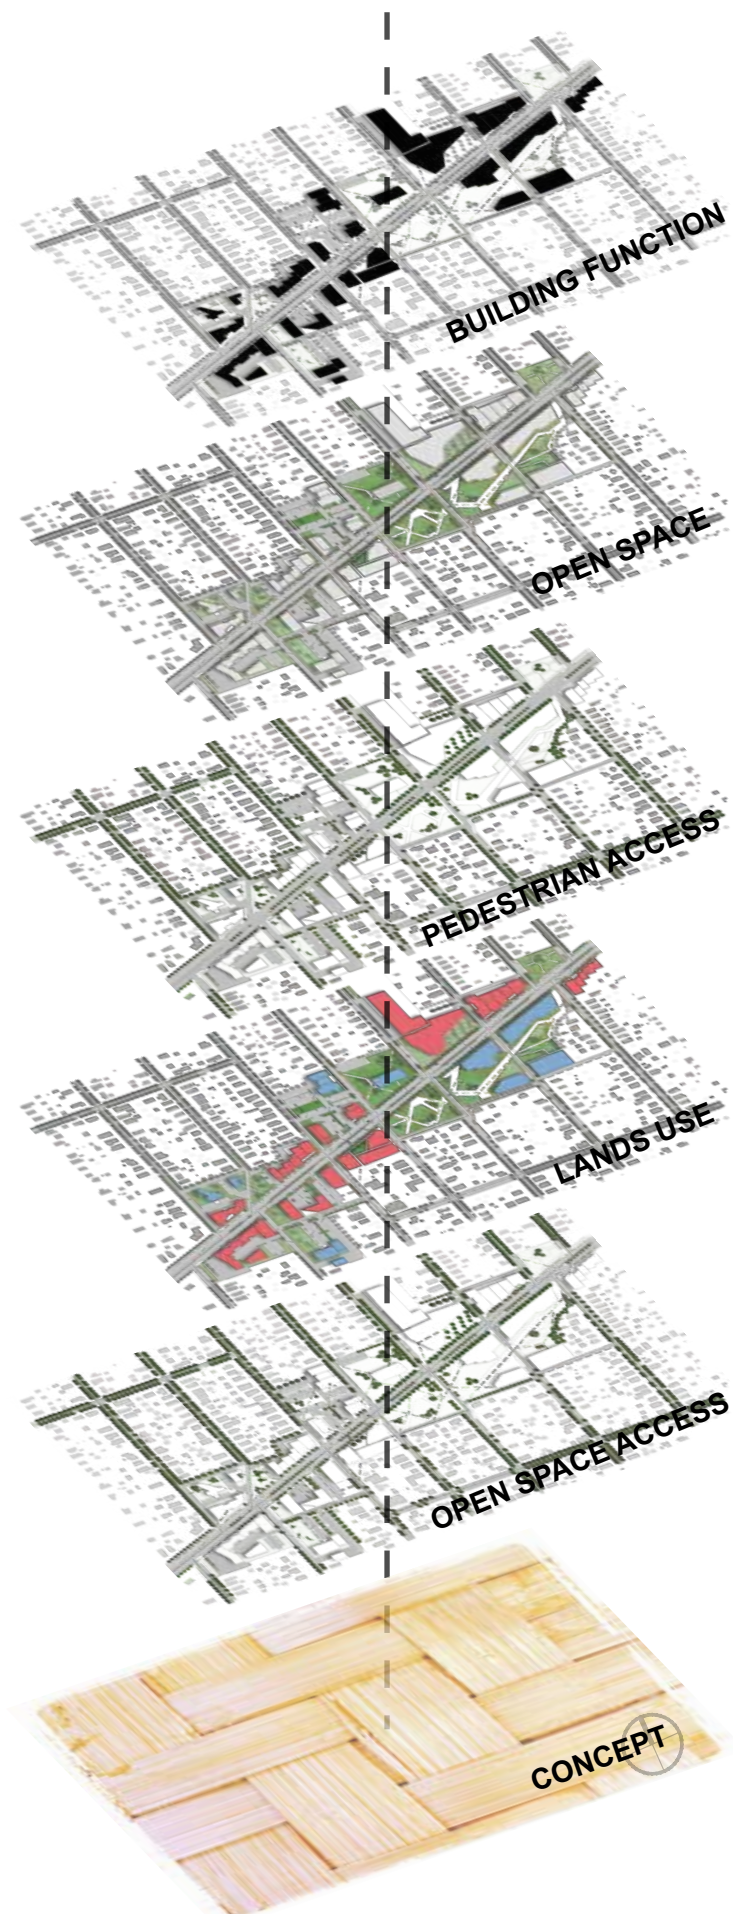 BUILDING FUNCTION
OPEN SPACE
PEDESTRIAN ACCESS
LANDS USE
OPEN SPACE ACCESS
CONCEPT